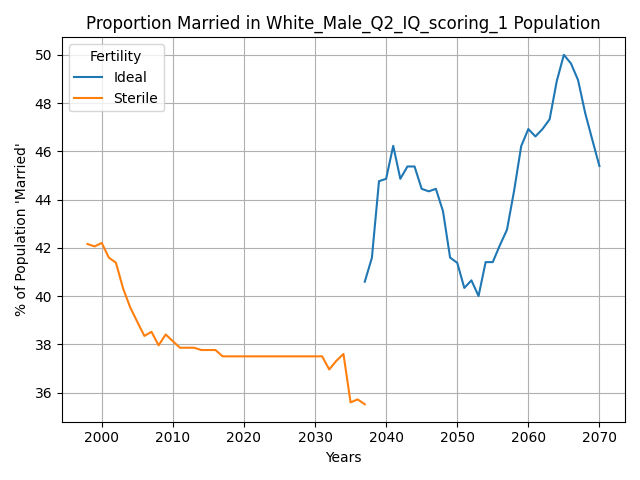 Proportion Married in White_Male_Q2_IQ_scoring_1 Population
% of Population 'Married'
Fertility
Ideal
Sterile
50
48
46
44
42
40
38
36
2000 2010 2020 2030 2040 2050 2060 2070
Years